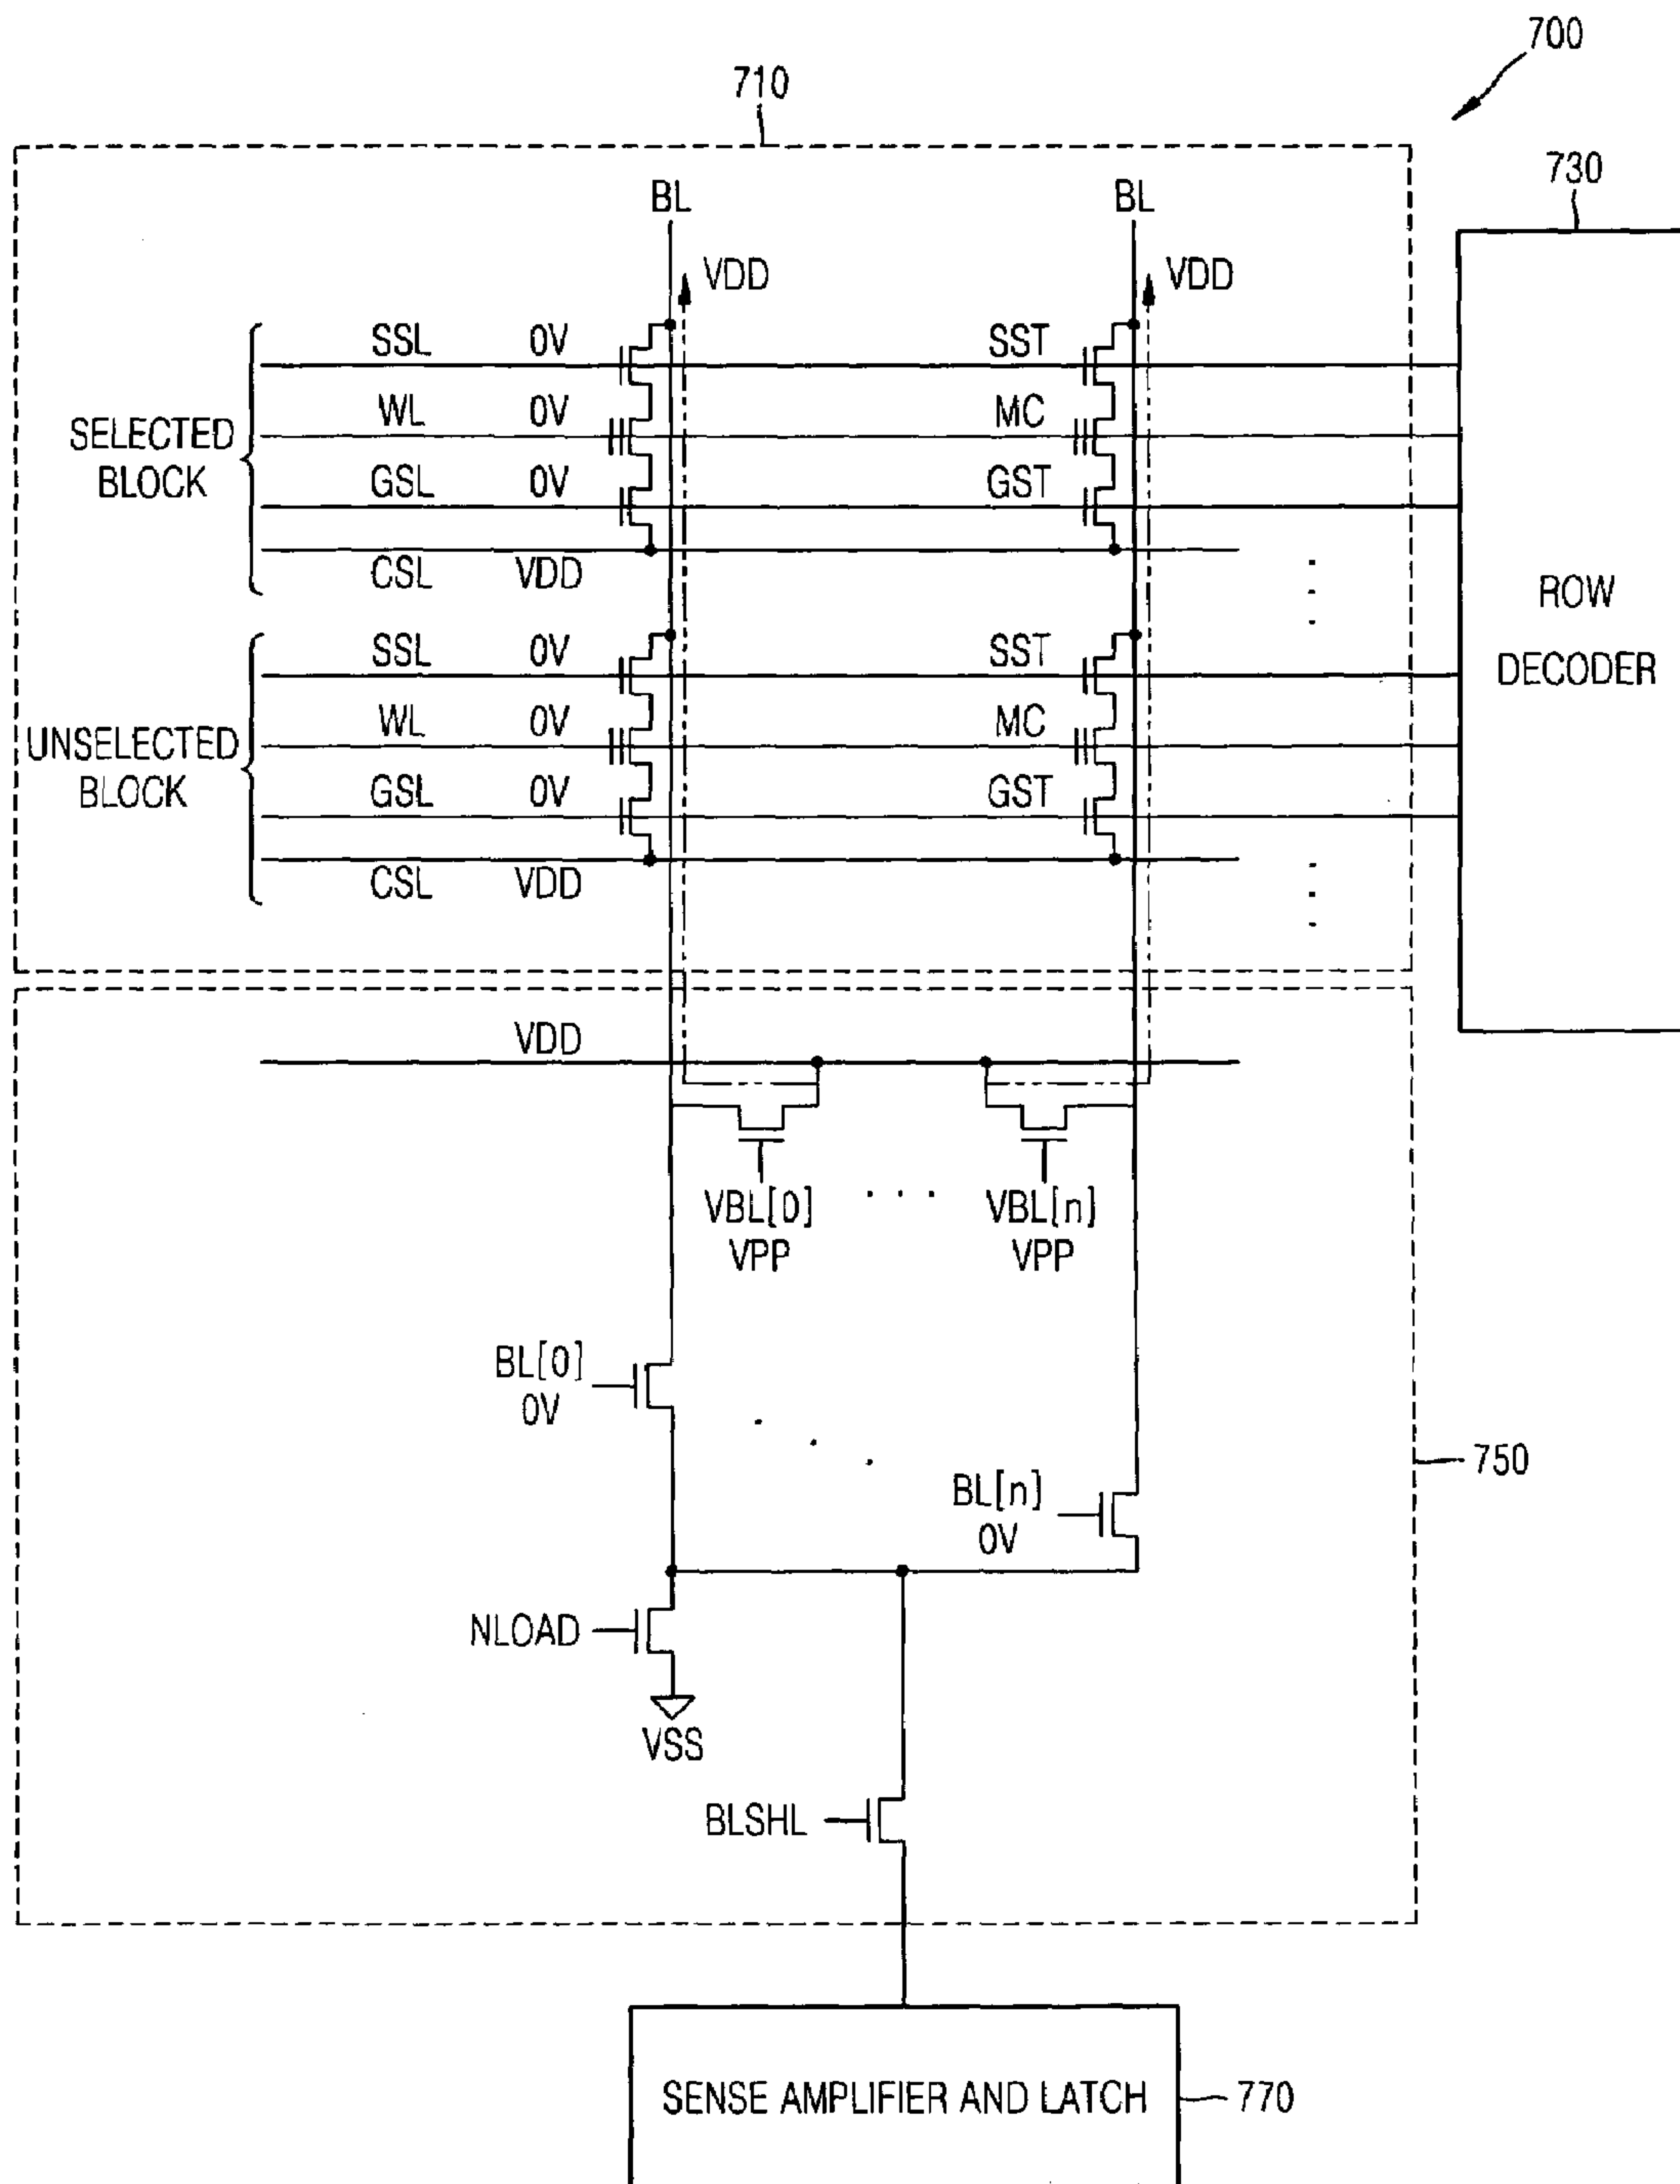 700
710
730
BL BL
VDD VDD
SSL 0V SST
WL 0V MC
SELECTED
BLOCK
GSL 0V GST
CSL VDD
ROW
DECODER
SSL 0V SST
WL 0V MC
UNSELECTED
BLOCK
GSL 0V GST
CSL VDD
VDD
VBL[0] . . . VBL[n]
VPP VPP
BL[0]
0V
750
BL[n]
0V
NLOAD
VSS
BLSHL
SENSE AMPLIFIER AND LATCH
770